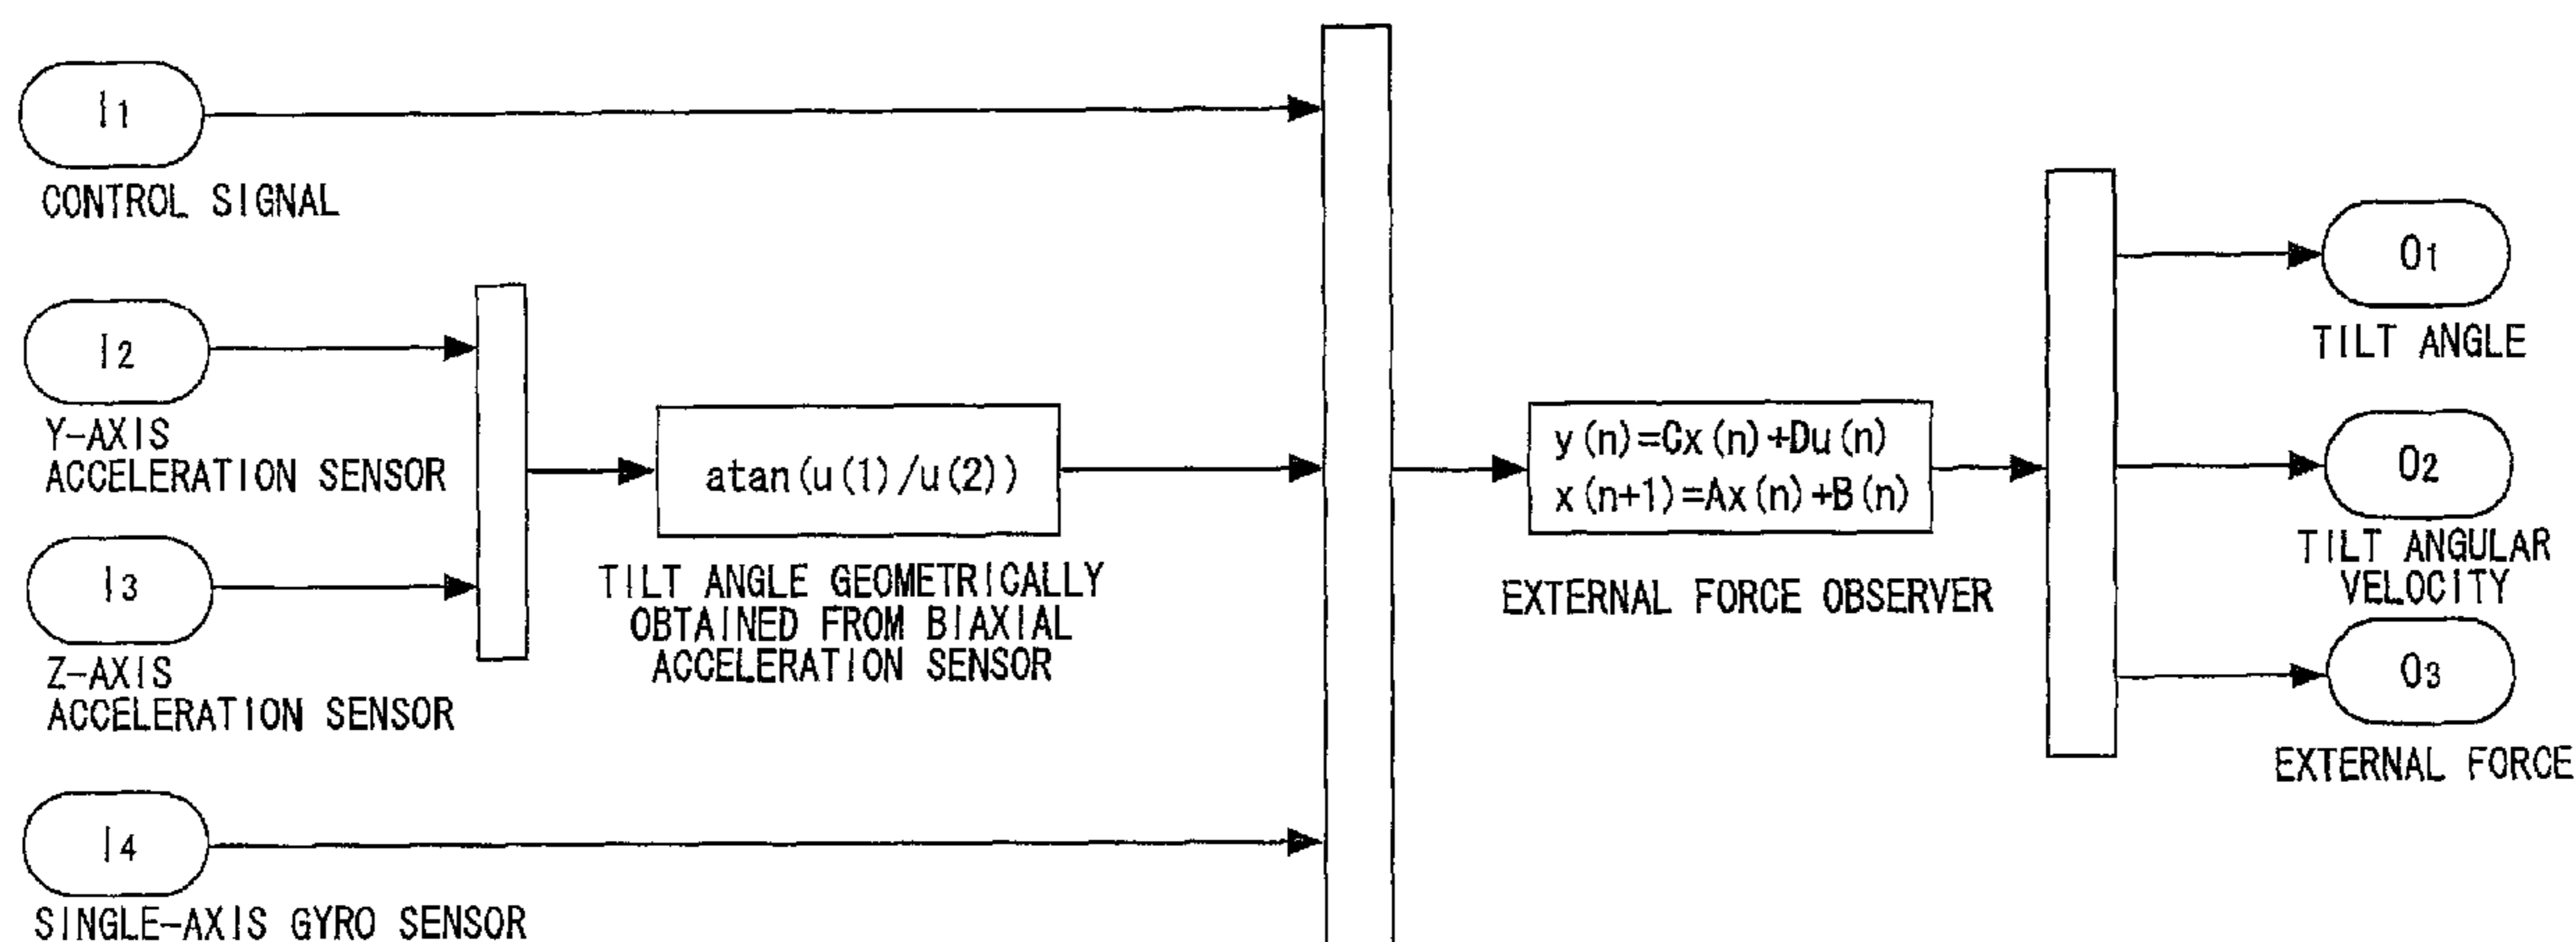 I1
CONTROL SIGNAL
I2
Y-AXIS
ACCELERATION SENSOR
I3
Z-AXIS
ACCELERATION SENSOR
I4
SINGLE-AXIS GYRO SENSOR
atan(u(1)/u(2))
TILT ANGLE GEOMETRICALLY
OBTAINED FROM BIAXIAL
ACCELERATION SENSOR
y(n)=Cx(n)+Du(n)
x(n+1)=Ax(n)+B(n)
EXTERNAL FORCE OBSERVER
O1
TILT ANGLE
O2
TILT ANGULAR
VELOCITY
O3
EXTERNAL FORCE